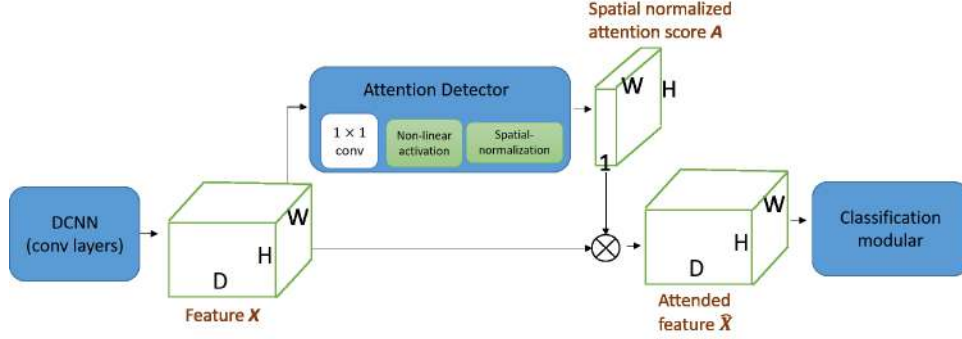 Spatial normalized
attention score A
W
H
1
Attention Detector
1 × 1
conv
Non-linear
activation
Spatial-
normalization
DCNN
(conv layers)
W
H
D
Feature X
W
H
D
Attended
feature X̂
Classification
modular